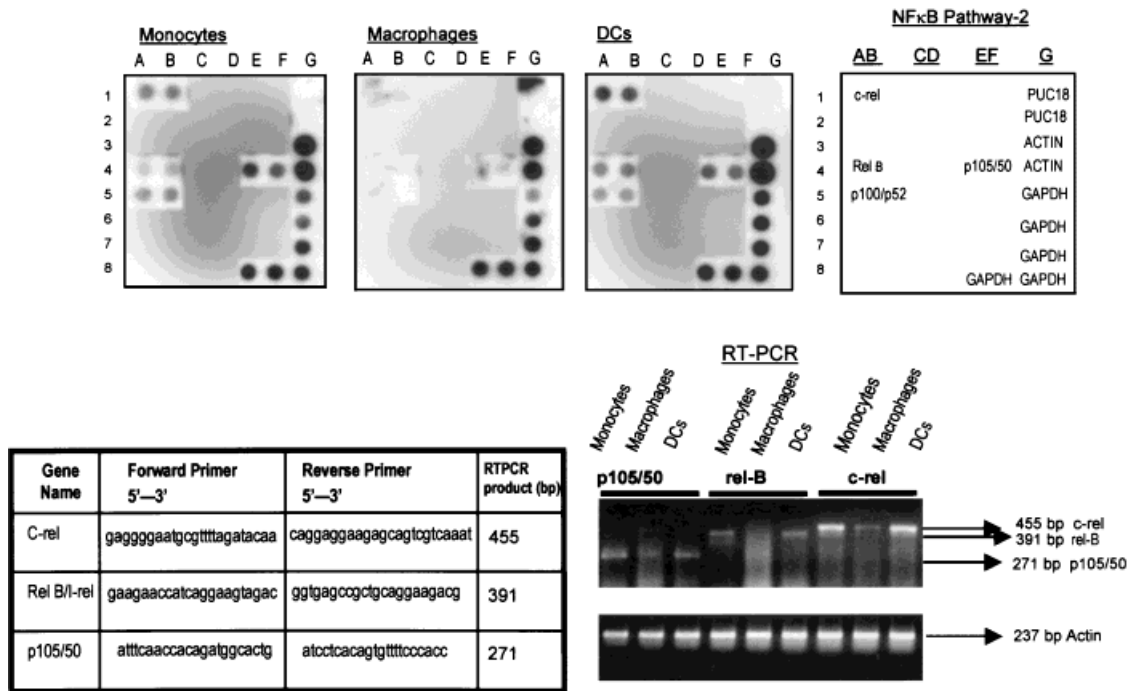 Monocytes
A B C D E F G
1
2
3
4
5
6
7
8
Macrophages
A B C D E F G
DCs
A B C D E F G
NFκB Pathway-2
AB CD EF G
1 c-rel PUC18
2 PUC18
3 ACTIN
4 Rel B p105/50 ACTIN
5 p100/p52 GAPDH
6 GAPDH
7 GAPDH
8 GAPDH GAPDH
Gene Name
Forward Primer 5'—3'
Reverse Primer 5'—3'
RTPCR product (bp)
C-rel gaggggaatgcgttttagatacaa caggaggaagagcagtcgtcaaat 455
Rel B/I-rel gaagaaccatcaggaagtagac ggtgagccgctgcaggaagacg 391
p105/50 atttcaaccacagatggcactg atcctcacagtgttttcccacc 271
RT-PCR
Monocytes
Macrophages
DCs
Monocytes
Macrophages
DCs
Monocytes
Macrophages
DCs
p105/50 rel-B c-rel
455 bp c-rel
391 bp rel-B
271 bp p105/50
237 bp Actin